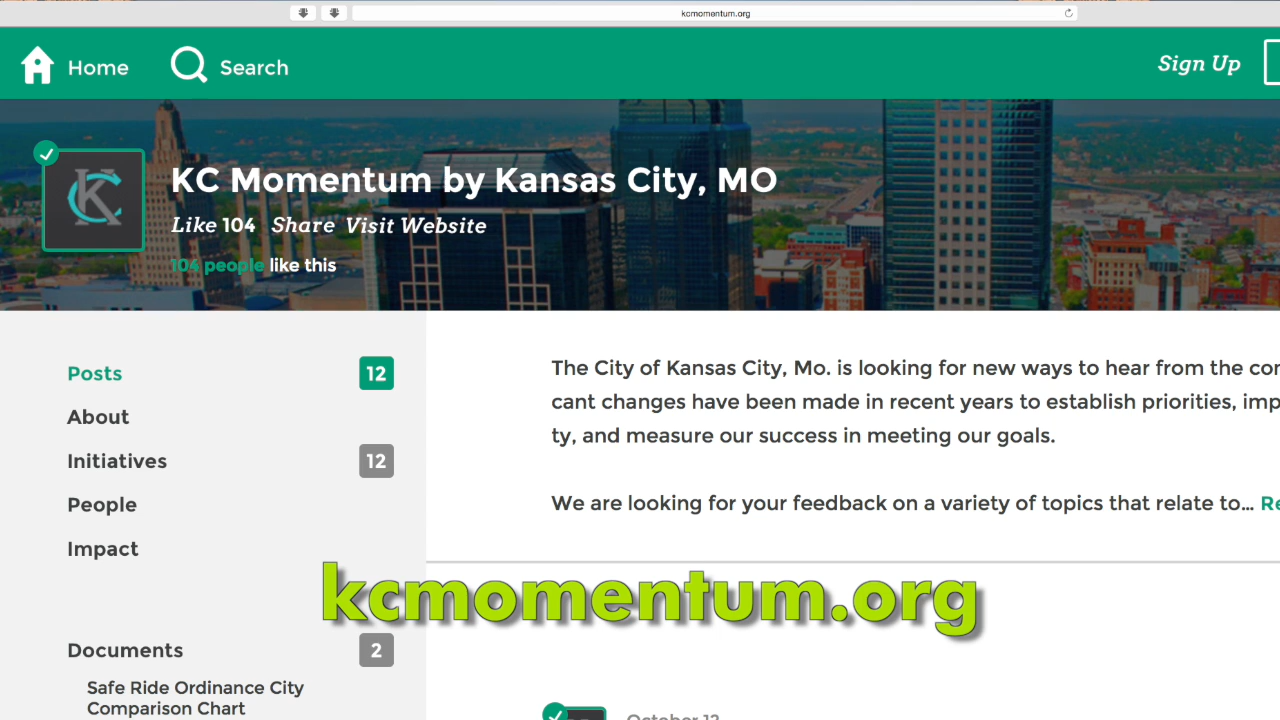 kcmomentum.org
Home
Search
Sign Up
KC
KC Momentum by Kansas City, MO
Like 104 Share Visit Website
104 people like this
Posts 12
About
Initiatives 12
People
Impact
Documents 2
Safe Ride Ordinance City
Comparison Chart
The City of Kansas City, Mo. is looking for new ways to hear from the
cant changes have been made in recent years to establish priorities,
ty, and measure our success in meeting our goals.
We are looking for your feedback on a variety of topics that relate to...
kcmomentum.org
October 12